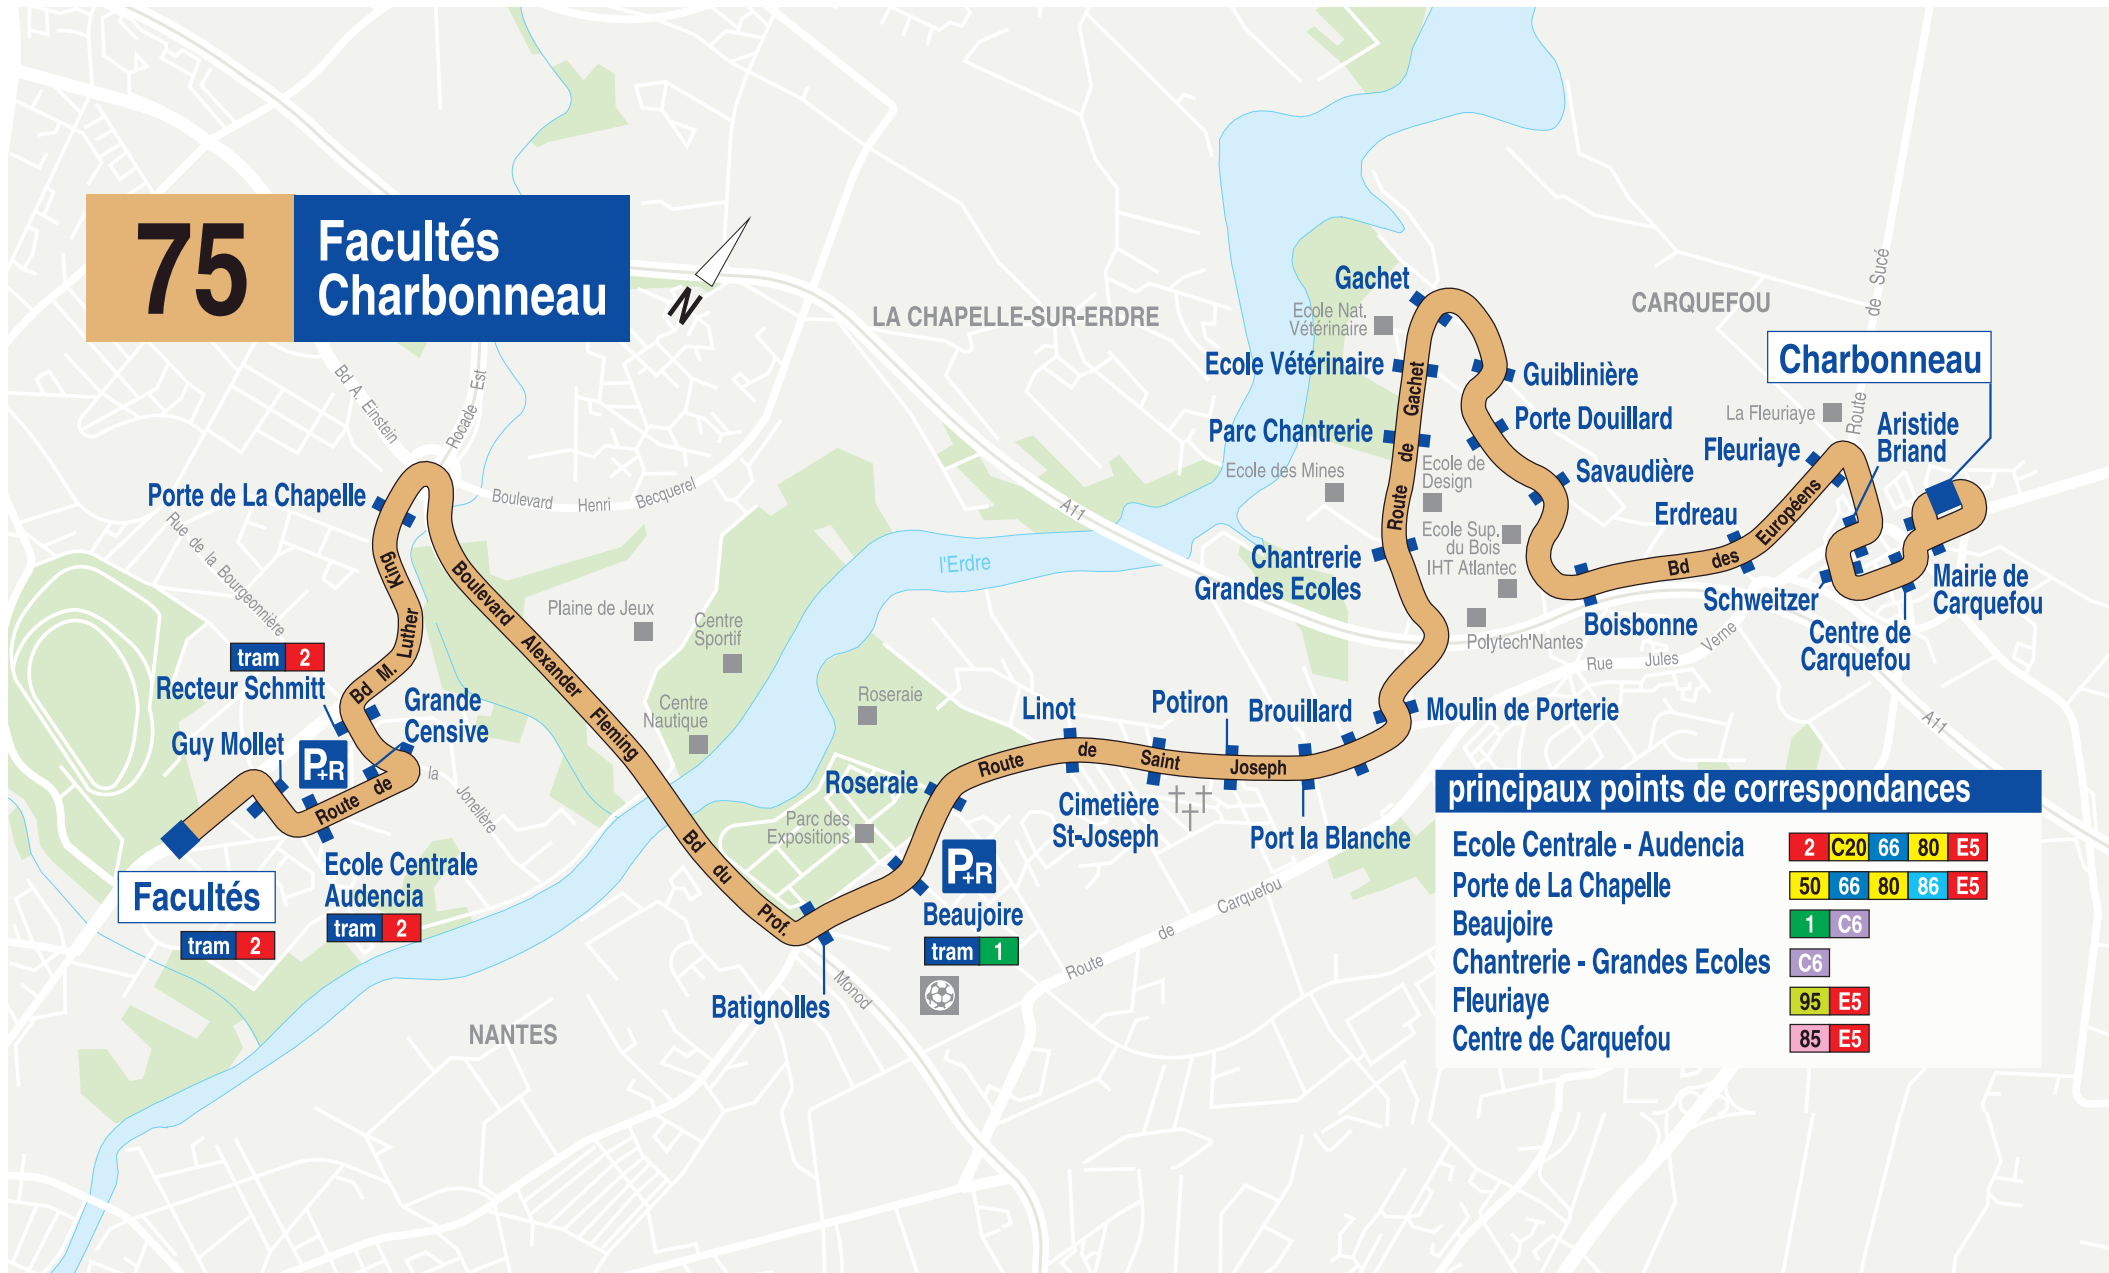 75
Facultés
Charbonneau
N
LA CHAPELLE-SUR-ERDRE
CARQUEFOU
NANTES
Bd A. Einstein
Rocade Est
Boulevard Henri Becquerel
Rue de la Bourgeonnière
Porte de La Chapelle
tram 2
Recteur Schmitt
Guy Mollet
P+R
Grande
Censive
la Jonelière
Facultés
tram 2
Ecole Centrale
Audencia
tram 2
Route de
Bd M. Luther King
Boulevard Alexander Fleming
Bd du Prof.
Monod
Plaine de Jeux
Centre
Sportif
Centre
Nautique
l'Erdre
A11
Roseraie
Roseraie
Parc des
Expositions
Batignolles
P+R
Beaujoire
tram 1
Route de Saint Joseph
Linot
Cimetière
St-Joseph
Potiron
Brouillard
Port la Blanche
Route de Carquefou
Moulin de Porterie
Chantrerie
Grandes Ecoles
Route de Gachet
Parc Chantrerie
Ecole des Mines
Ecole Vétérinaire
Ecole Nat.
Vétérinaire
Gachet
Guiblinière
Porte Douillard
Savaudière
Ecole de
Design
Ecole Sup.
du Bois
IHT Atlantec
Polytech'Nantes
Boisbonne
Rue Jules Verne
A11
Bd des Européens
Erdreau
Fleuriaye
La Fleuriaye
Route de Sucé
Charbonneau
Aristide
Briand
Schweitzer
Centre de
Carquefou
Mairie de
Carquefou
principaux points de correspondances
Ecole Centrale - Audencia 2 C20 66 80 E5
Porte de La Chapelle 50 66 80 86 E5
Beaujoire 1 C6
Chantrerie - Grandes Ecoles C6
Fleuriaye 95 E5
Centre de Carquefou 85 E5